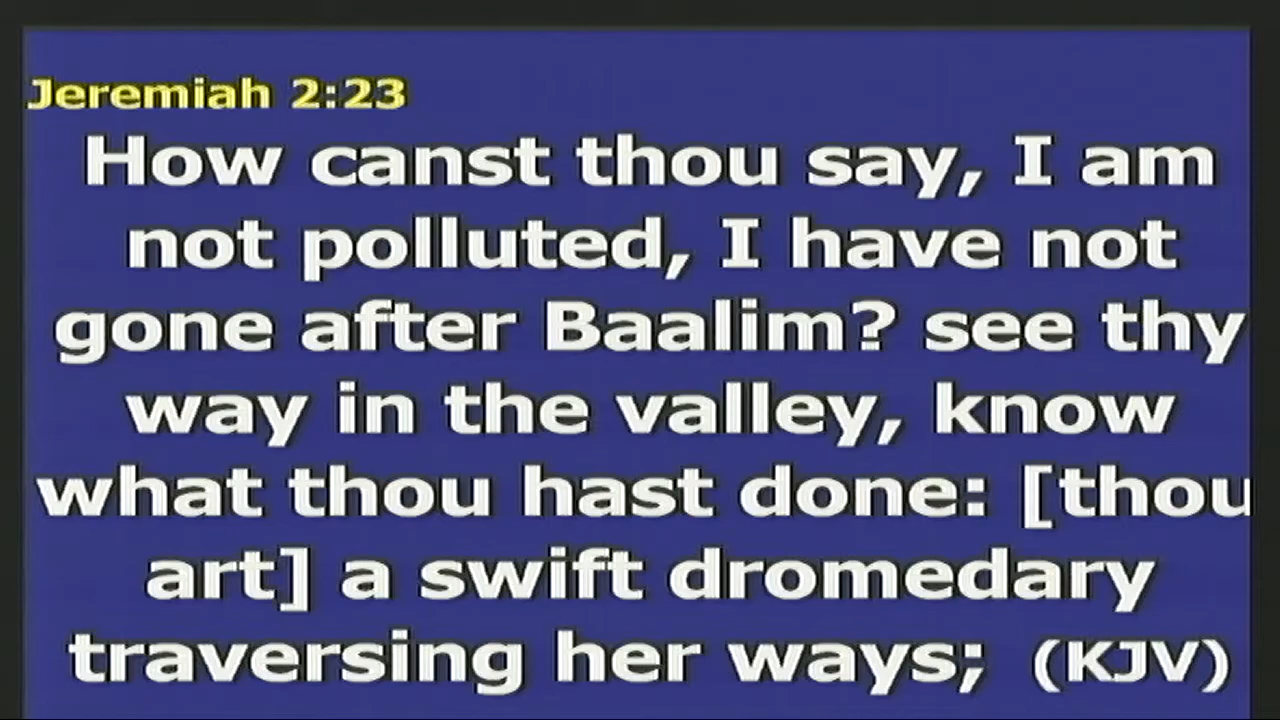 Jeremiah 2:23
How canst thou say, I am
not polluted, I have not
gone after Baalim? see thy
way in the valley, know
what thou hast done: [thou
art] a swift dromedary
traversing her ways; (KJV)